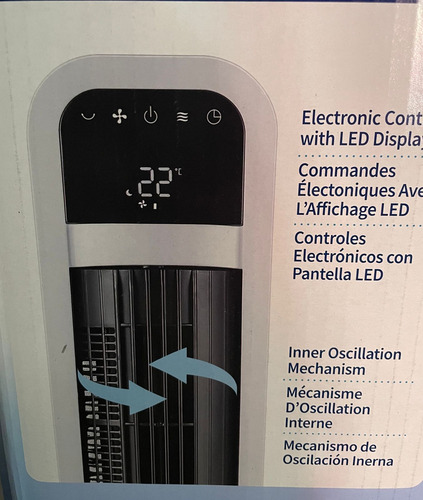 22°C
Electronic Cont
with LED Display
Commandes
Électoniques Ave
L'Affichage LED
Controles
Electrónicos con
Pantella LED
Inner Oscillation
Mechanism
Mécanisme
D'Oscillation
Interne
Mecanismo de
Oscilación Inerna